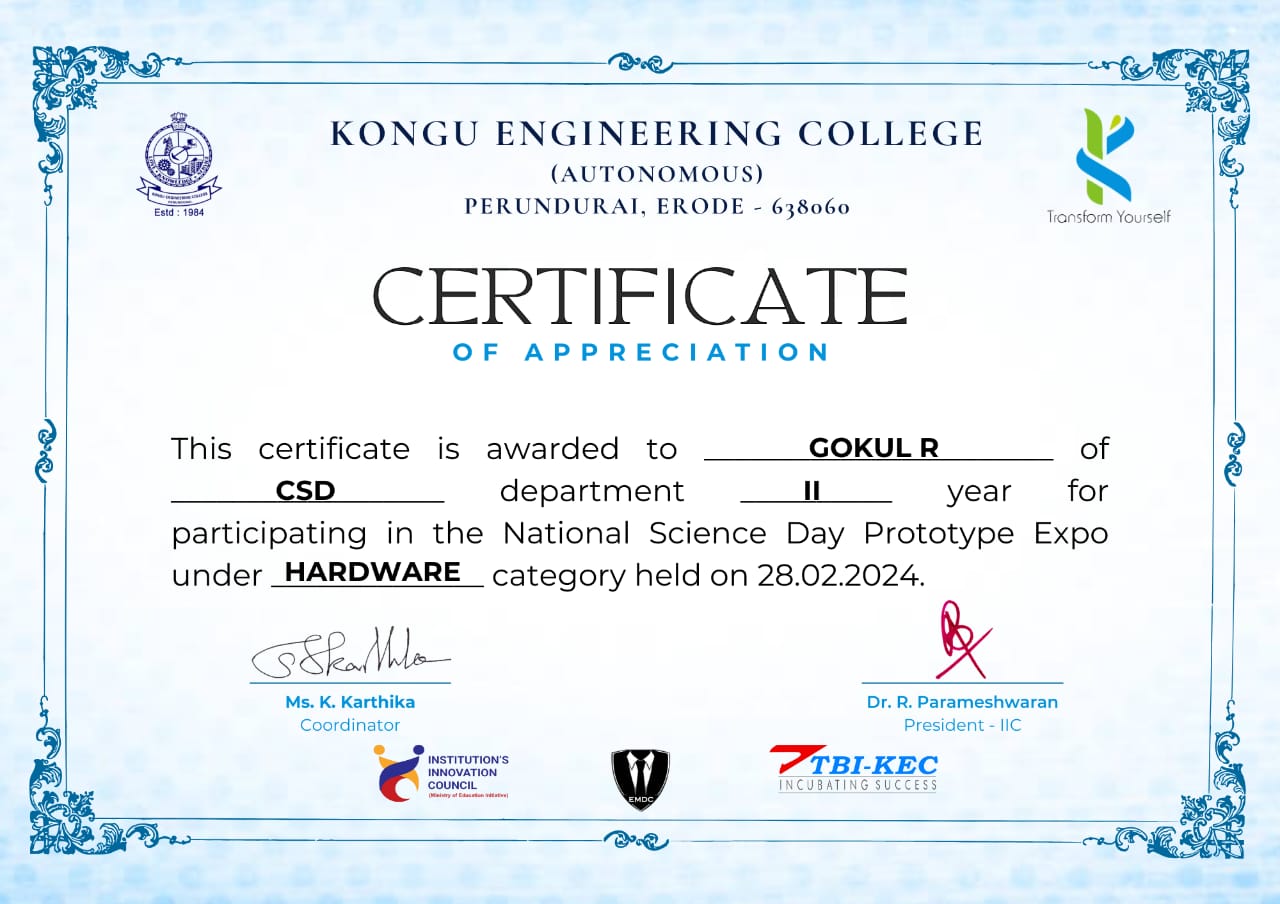 KONGU ENGINEERING COLLEGE
(AUTONOMOUS)
PERUNDURAI, ERODE - 638060
Estd : 1984
Transform Yourself
CERTIFICATE
OF APPRECIATION
This certificate is awarded to GOKUL R of
CSD department II year for
participating in the National Science Day Prototype Expo
under HARDWARE category held on 28.02.2024.
Ms. K. Karthika
Coordinator
Dr. R. Parameshwaran
President - IIC
INSTITUTION'S
INNOVATION
COUNCIL
(Ministry of Education Initiative)
EMDC
TBI-KEC
INCUBATING SUCCESS